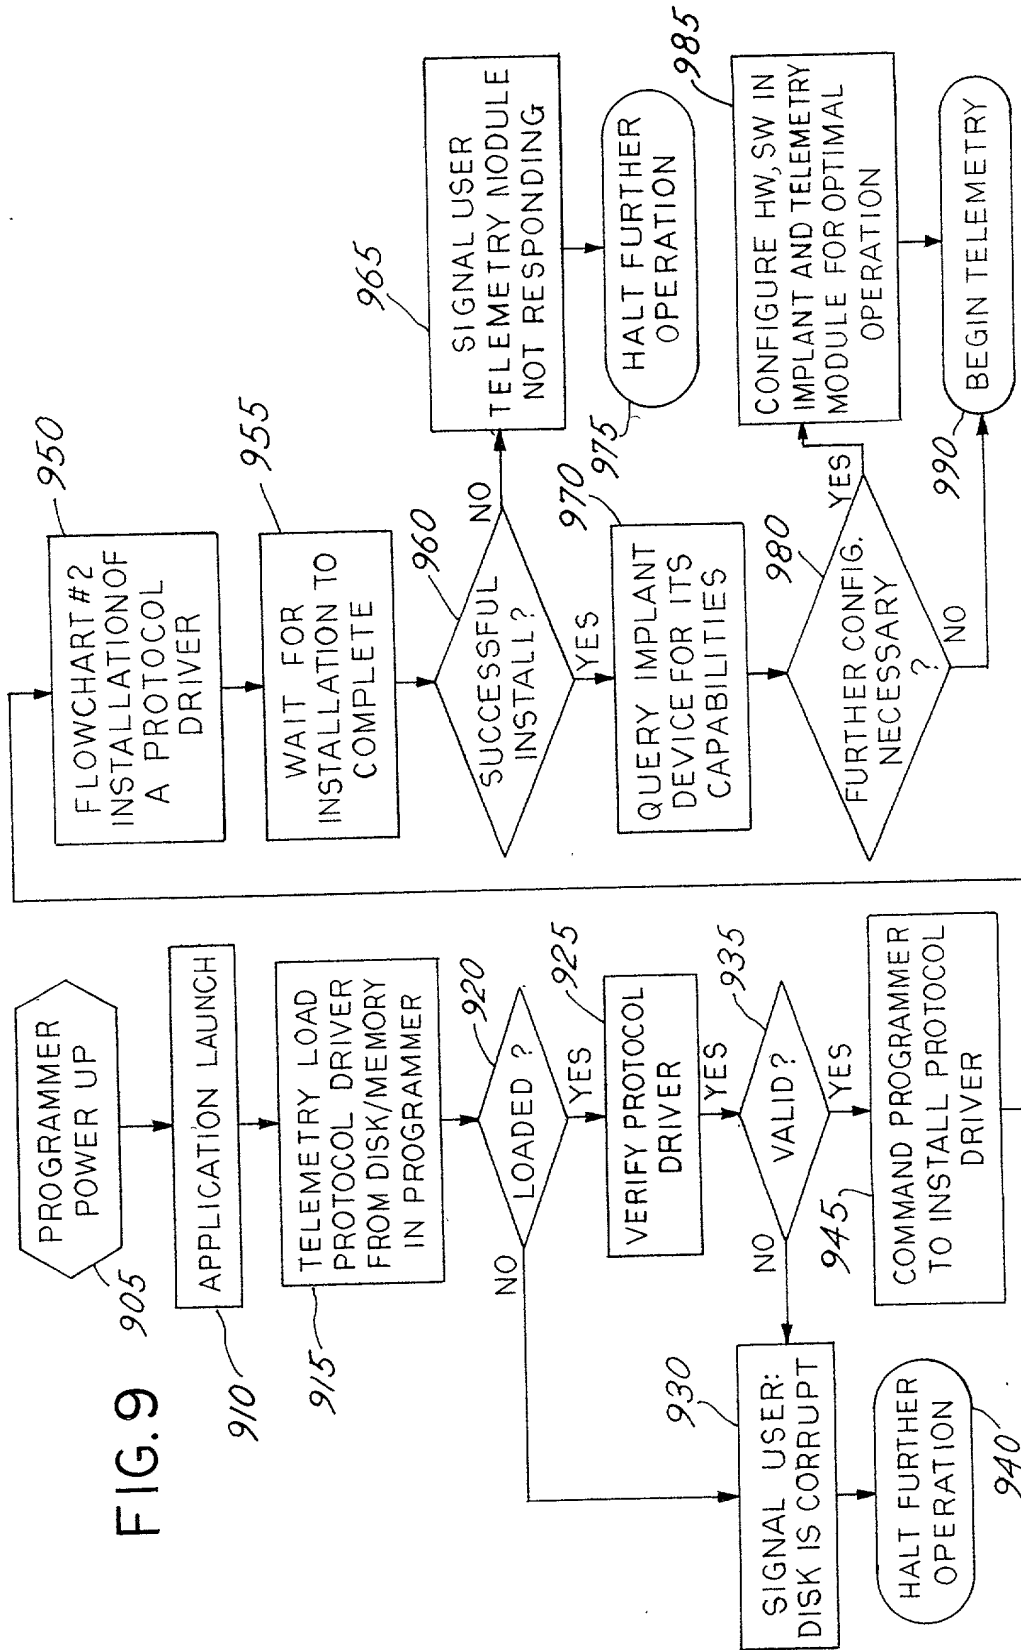 FIG. 9
PROGRAMMER
POWER UP
905
APPLICATION LAUNCH
910
TELEMETRY LOAD
PROTOCOL DRIVER
FROM DISK/MEMORY
IN PROGRAMMER
915
LOADED ?
920
NO
YES
VERIFY PROTOCOL
DRIVER
925
YES
VALID?
935
NO
YES
SIGNAL USER:
DISK IS CORRUPT
930
HALT FURTHER
OPERATION
940
COMMAND PROGRAMMER
TO INSTALL PROTOCOL
DRIVER
945
FLOWCHART #2
INSTALLATION OF
A PROTOCOL
DRIVER
950
WAIT FOR
INSTALLATION TO
COMPLETE
955
SUCCESSFUL
INSTALL?
960
NO
YES
SIGNAL USER
TELEMETRY MODULE
NOT RESPONDING
965
HALT FURTHER
OPERATION
975
QUERY IMPLANT
DEVICE FOR ITS
CAPABILITIES
970
FURTHER CONFIG.
NECESSARY
?
980
YES
NO
CONFIGURE HW, SW IN
IMPLANT AND TELEMETRY
MODULE FOR OPTIMAL
OPERATION
985
BEGIN TELEMETRY
990